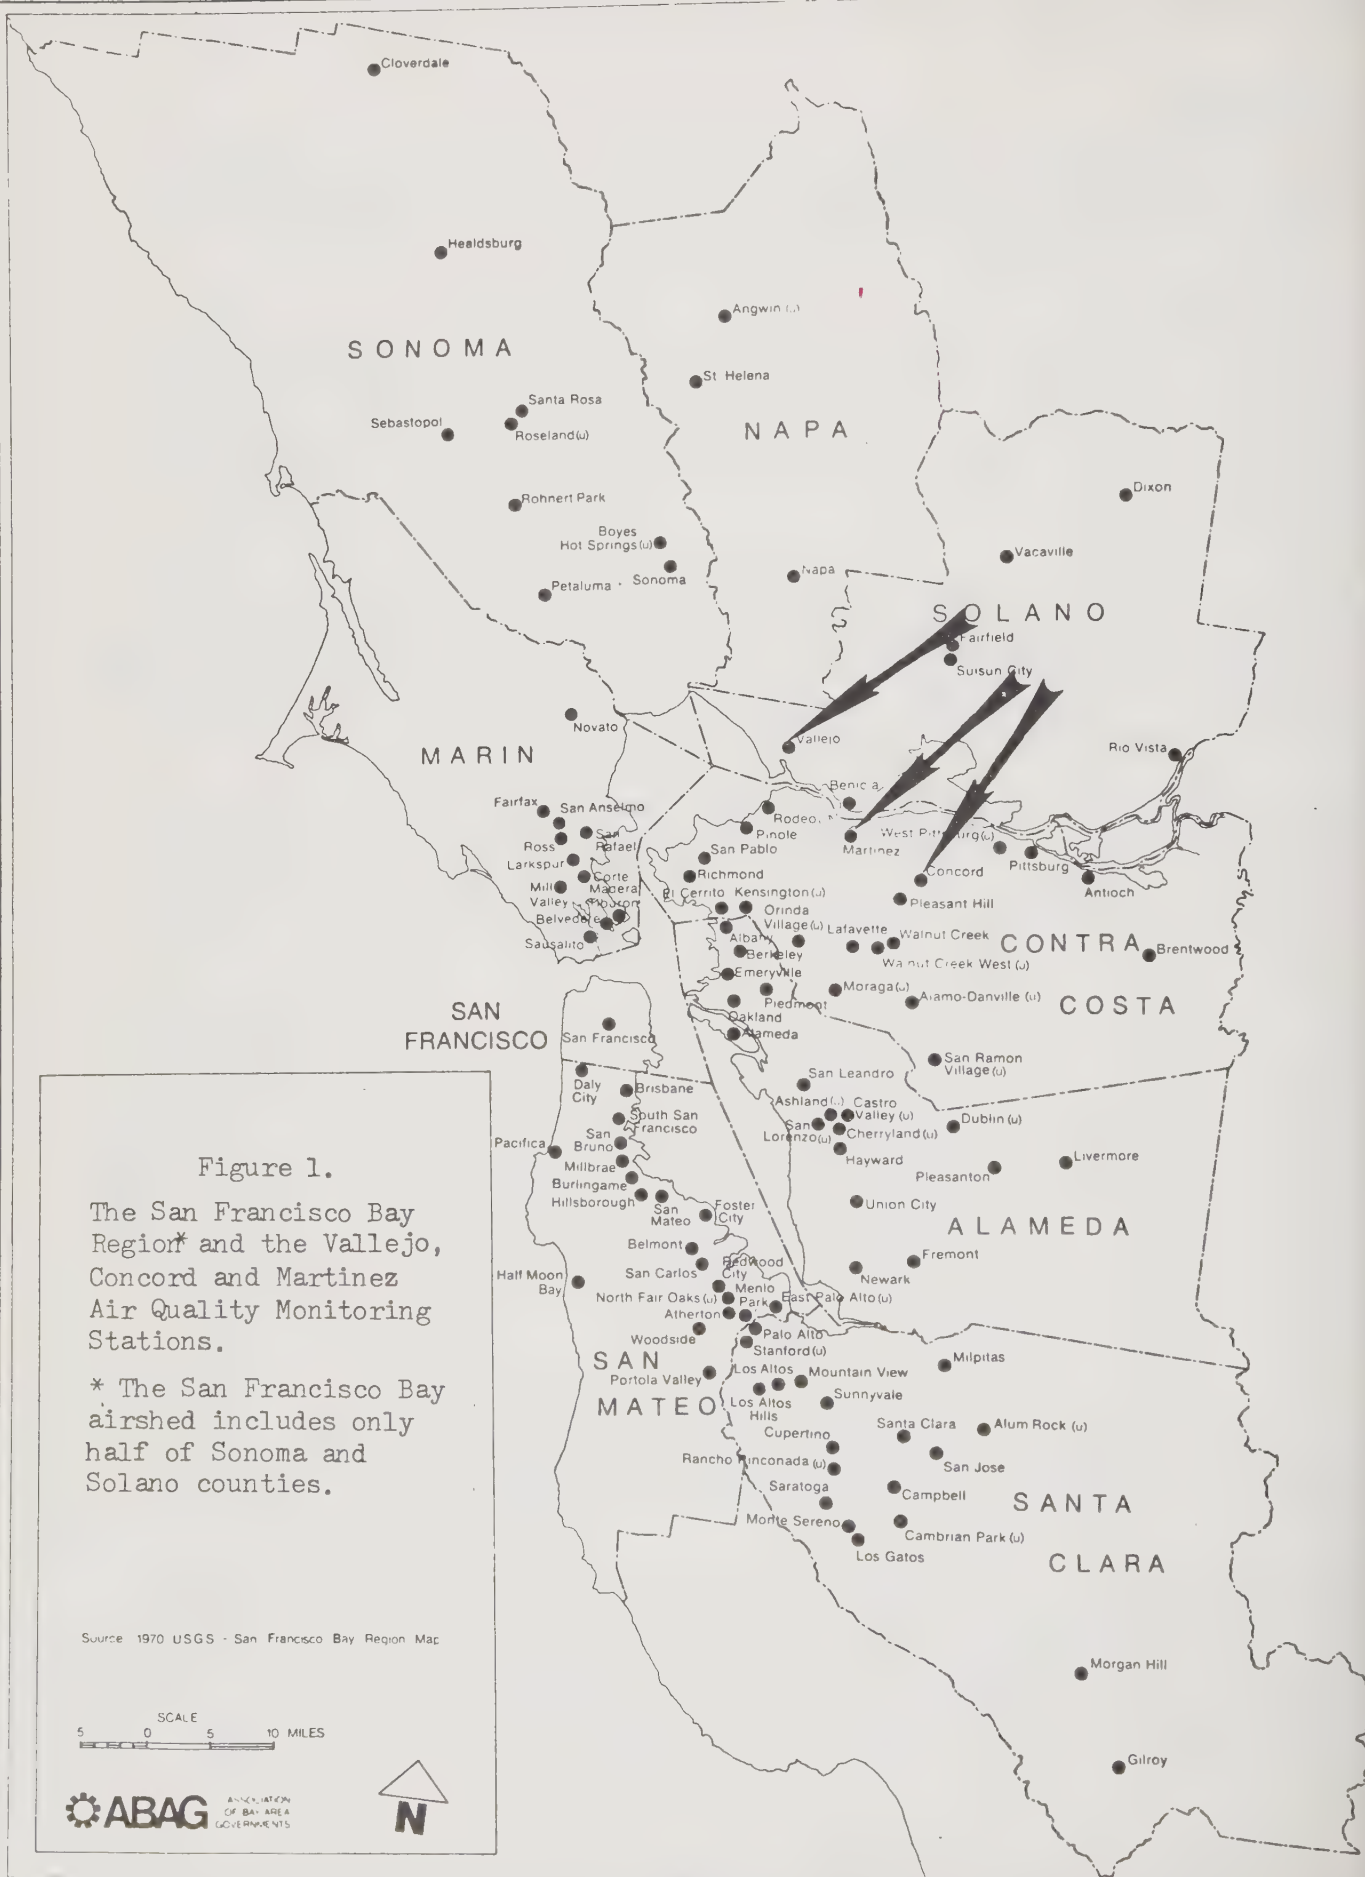 Cloverdale
Healdsburg
Angwin
SONOMA
St Helena
Santa Rosa
Sebastopol
Roseland(u)
NAPA
Dixon
Rohnert Park
Boyes
Hot Springs(u)
Vacaville
Napa
Petaluma
Sonoma
SOLANO
Fairfield
Suisun City
Novato
Vallejo
MARIN
Rio Vista
Benicia
Fairfax
San Anselmo
Rodeo
Pinole
West Pittsburg(u)
Ross
San
Rafael
Martinez
Pittsburg
San Pablo
Larkspur
Richmond
Concord
Antioch
Corte
Madera
Mill
Valley
Tiburon
El Cerrito
Kensington(u)
Pleasant Hill
Belvedere
Orinda
Village(u)
Lafayette
Walnut Creek
CONTRA
Albany
Sausalito
Berkeley
Walnut Creek West (u)
Brentwood
Emeryville
Moraga(u)
Alamo-Danville (u)
COSTA
Piedmont
SAN
FRANCISCO
Oakland
San Francisco
Alameda
San Ramon
Village(u)
Daly
City
Brisbane
San Leandro
Ashland
Castro
Valley (u)
South San
Francisco
San
Lorenzo(u)
Cherryland(u)
Dublin (u)
San
Bruno
Pacifica
Hayward
Livermore
Millbrae
Pleasanton
Burlingame
Hillsborough
San
Mateo
Foster
City
Union City
ALAMEDA
Belmont
Fremont
San Carlos
Redwood
City
Newark
Half Moon
Bay
North Fair Oaks (u)
Menlo
Park
East Palo Alto(u)
Atherton
Woodside
Palo Alto
Stanford(u)
SAN
MATEO
Milpitas
Portola Valley
Los Altos
Mountain View
Los Altos
Hills
Sunnyvale
Santa Clara
Alum Rock (u)
Cupertino
San Jose
Rancho Rinconada (u)
Saratoga
Campbell
SANTA
CLARA
Monte Sereno
Cambrian Park (u)
Los Gatos
Morgan Hill
Gilroy
Figure 1.
The San Francisco Bay
Region* and the Vallejo,
Concord and Martinez
Air Quality Monitoring
Stations.
* The San Francisco Bay
airshed includes only
half of Sonoma and
Solano counties.
Source 1970 USGS - San Francisco Bay Region Map
SCALE
5 0 5 10 MILES
ABAG
ASSOCIATION
OF BAY AREA
GOVERNMENTS
N